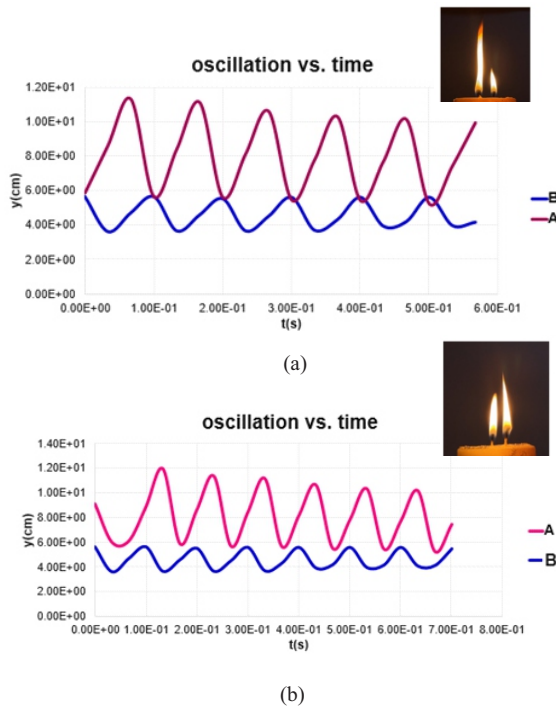 oscillation vs. time
1.20E+01
1.00E+01
8.00E+00
6.00E+00
4.00E+00
2.00E+00
0.00E+00
y(cm)
0.00E+00 1.00E-01 2.00E-01 3.00E-01 4.00E-01 5.00E-01 6.00E-01
t(s)
B
A
(a)
oscillation vs. time
1.40E+01
1.20E+01
1.00E+01
8.00E+00
6.00E+00
4.00E+00
2.00E+00
0.00E+00
y(cm)
0.00E+00 1.00E-01 2.00E-01 3.00E-01 4.00E-01 5.00E-01 6.00E-01 7.00E-01 8.00E-01
t(s)
A
B
(b)